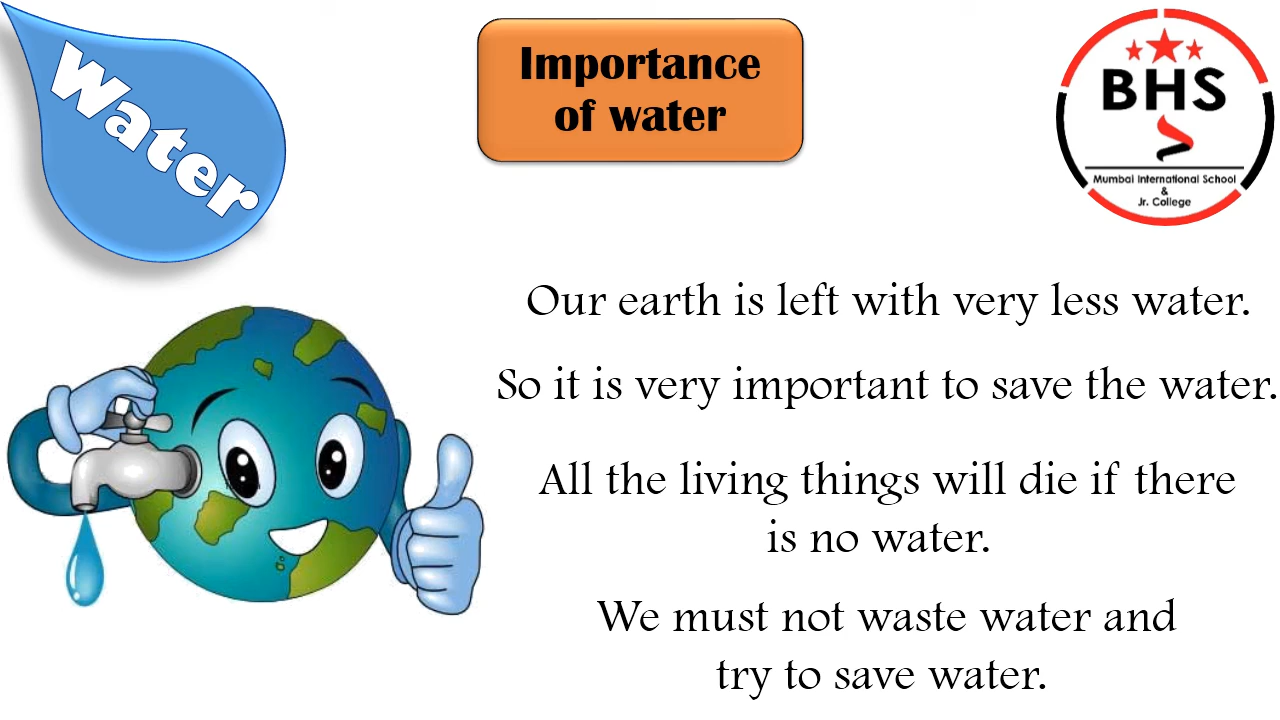 Water
Importance
of water
BHS
Mumbai International School
&
Jr. College
Our earth is left with very less water.
So it is very important to save the water.
All the living things will die if there
is no water.
We must not waste water and
try to save water.